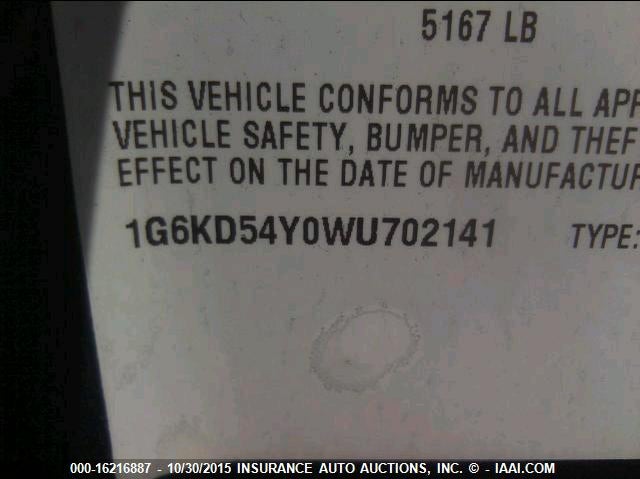 5167 LB
THIS VEHICLE CONFORMS TO ALL APP
VEHICLE SAFETY, BUMPER, AND THEF
EFFECT ON THE DATE OF MANUFACTUR
1G6KD54Y0WU702141 TYPE:
000-16216887 - 10/30/2015 INSURANCE AUTO AUCTIONS, INC. © - IAAI.COM